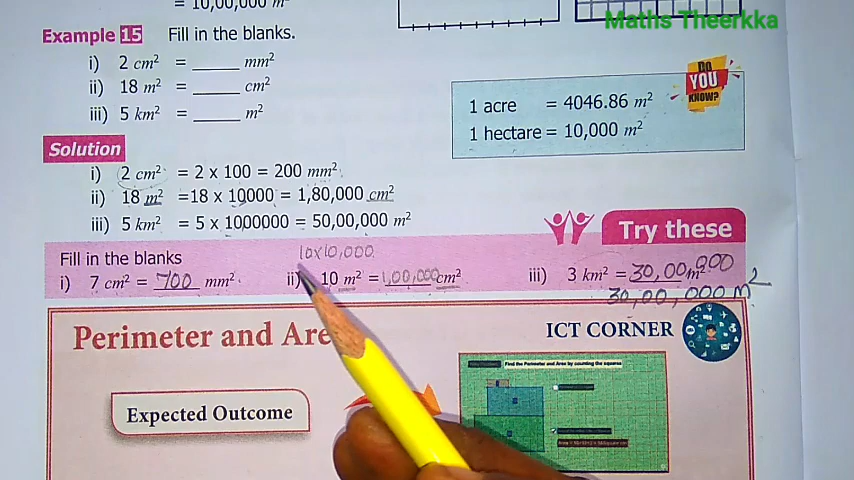 = 10,00,000 m²
Maths Theerkka
Example 15 Fill in the blanks.
i) 2 cm² = _____ mm²
ii) 18 m² = _____ cm²
iii) 5 km² = _____ m²
DO YOU KNOW?
1 acre = 4046.86 m²
1 hectare = 10,000 m²
Solution
i) 2 cm² = 2 x 100 = 200 mm²
ii) 18 m² =18 x 10000 = 1,80,000 cm²
iii) 5 km² = 5 x 1000000 = 50,00,000 m²
Try these
Fill in the blanks 10x10,000
i) 7 cm² = 700 mm² ii) 10 m² = 1,00,000 cm² iii) 3 km² = 30,00,000 m²
30,00,000 m²
Perimeter and Are
ICT CORNER
Expected Outcome
Find the Perimeter and Area by counting the squares